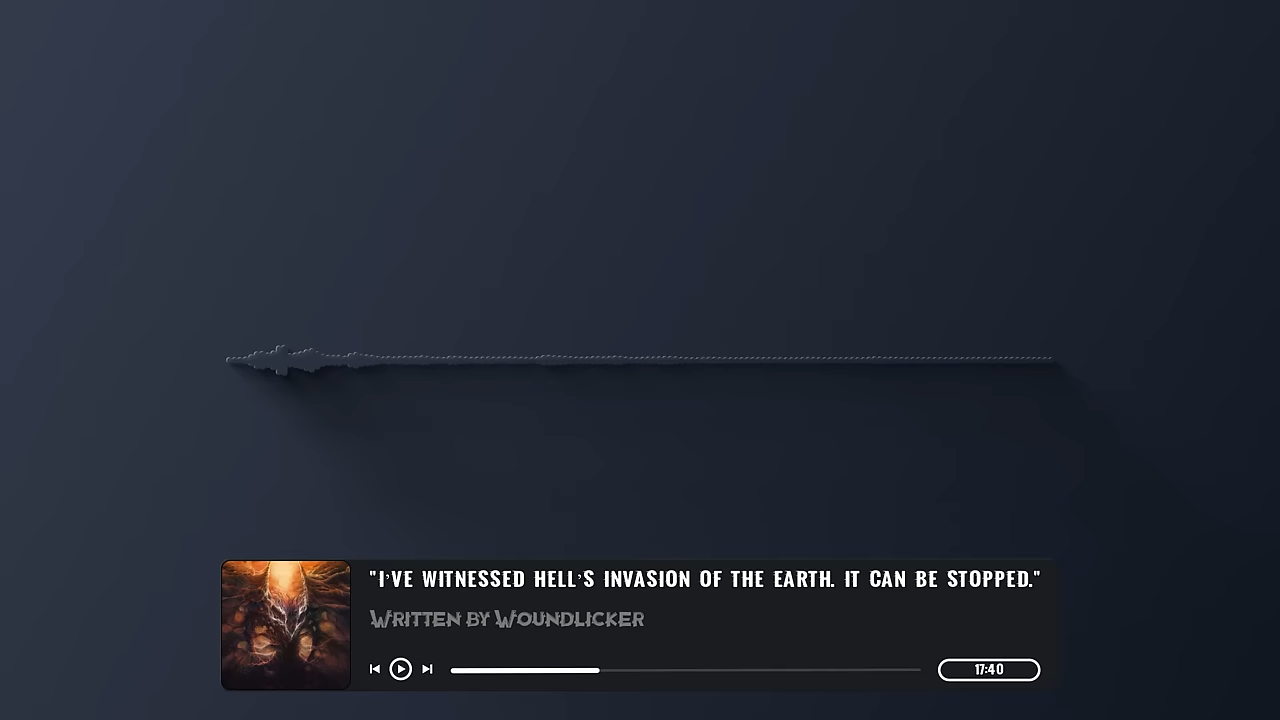 "I’VE WITNESSED HELL’S INVASION OF THE EARTH. IT CAN BE STOPPED."
WRITTEN BY WOUNDLICKER
17:40